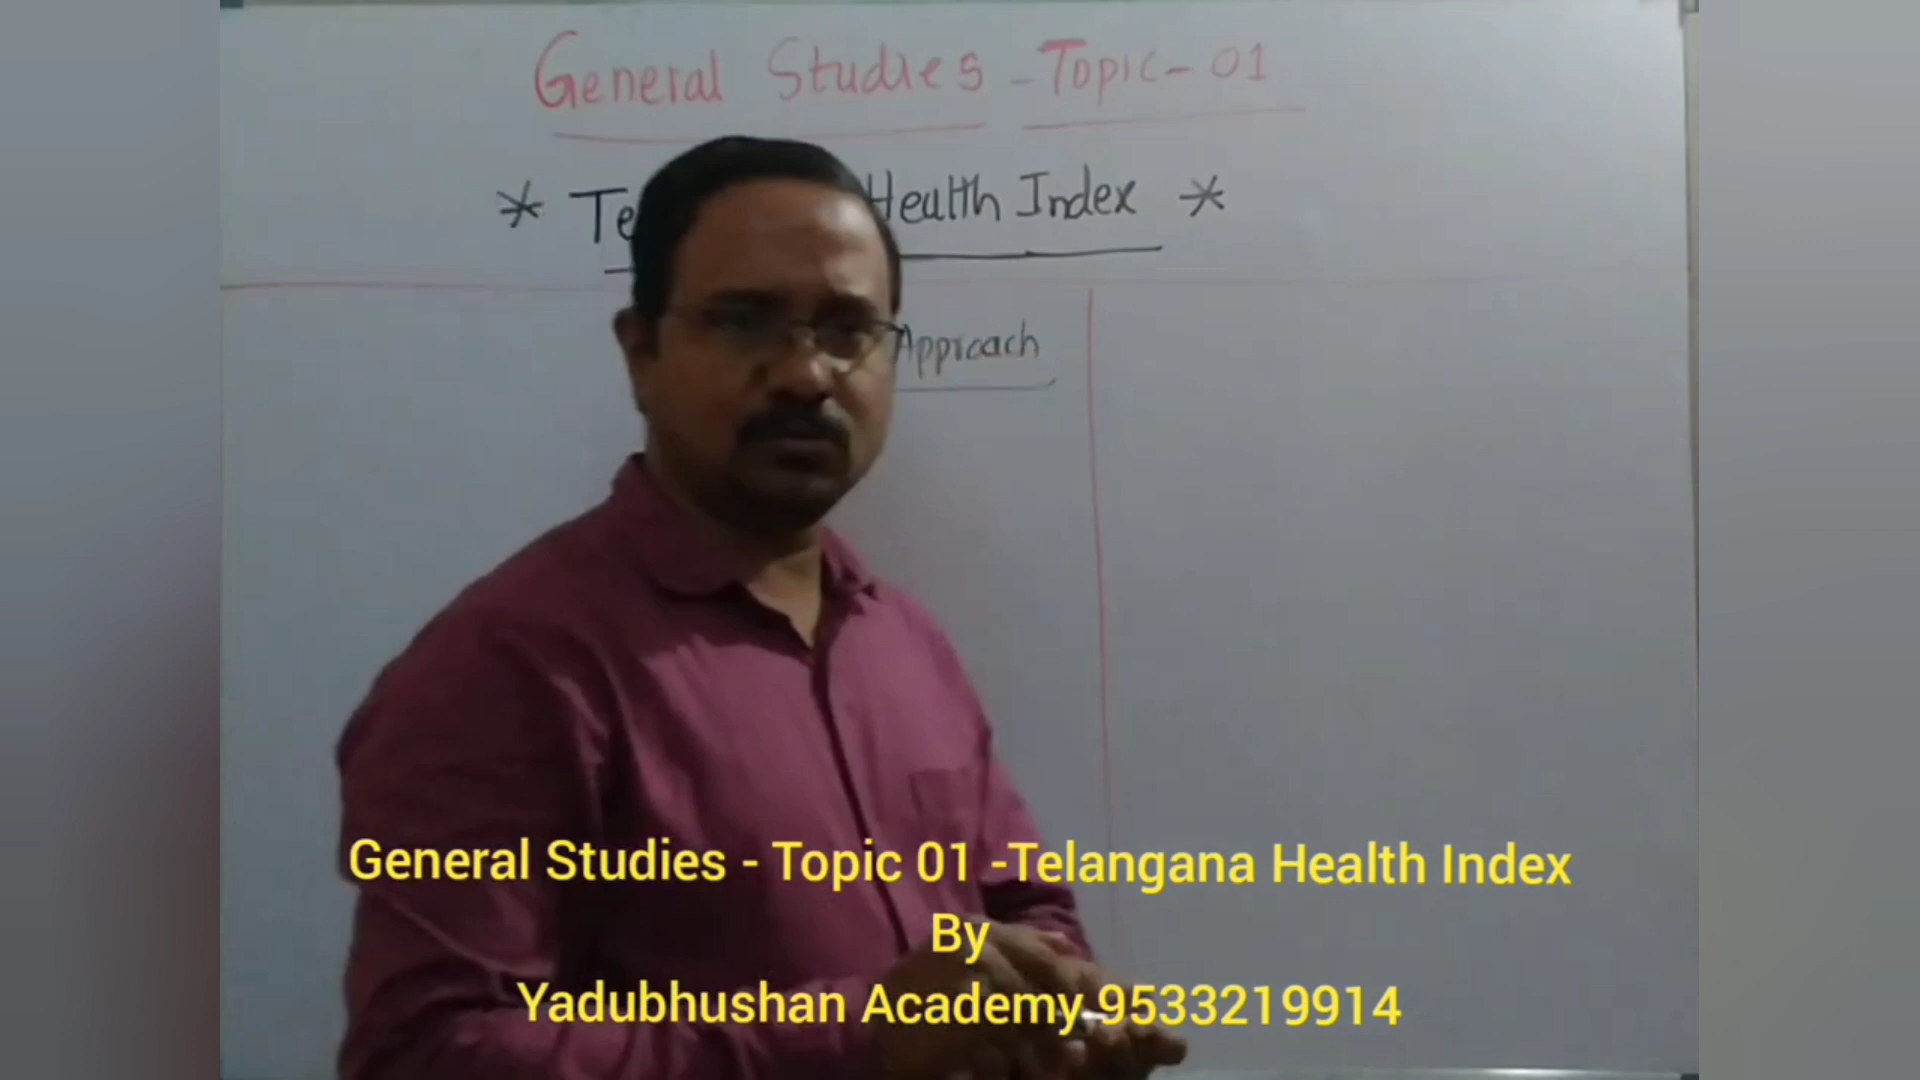 General Studies - Topic - 01
* Te Health Index *
Approach
General Studies - Topic 01 -Telangana Health Index
By
Yadubhushan Academy 9533219914